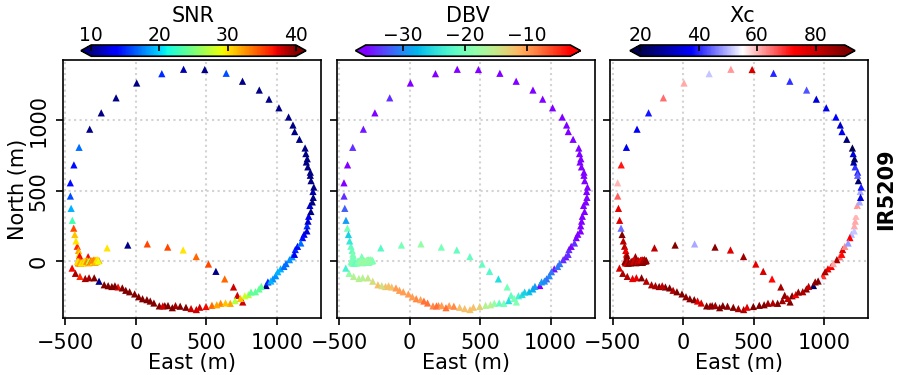 SNR DBV Xc
10 20 30 40 −30 −20 −10 20 40 60 80
North (m)
1000
500
0
IR5209
−500 0 500 1000 −500 0 500 1000 −500 0 500 1000
East (m) East (m) East (m)